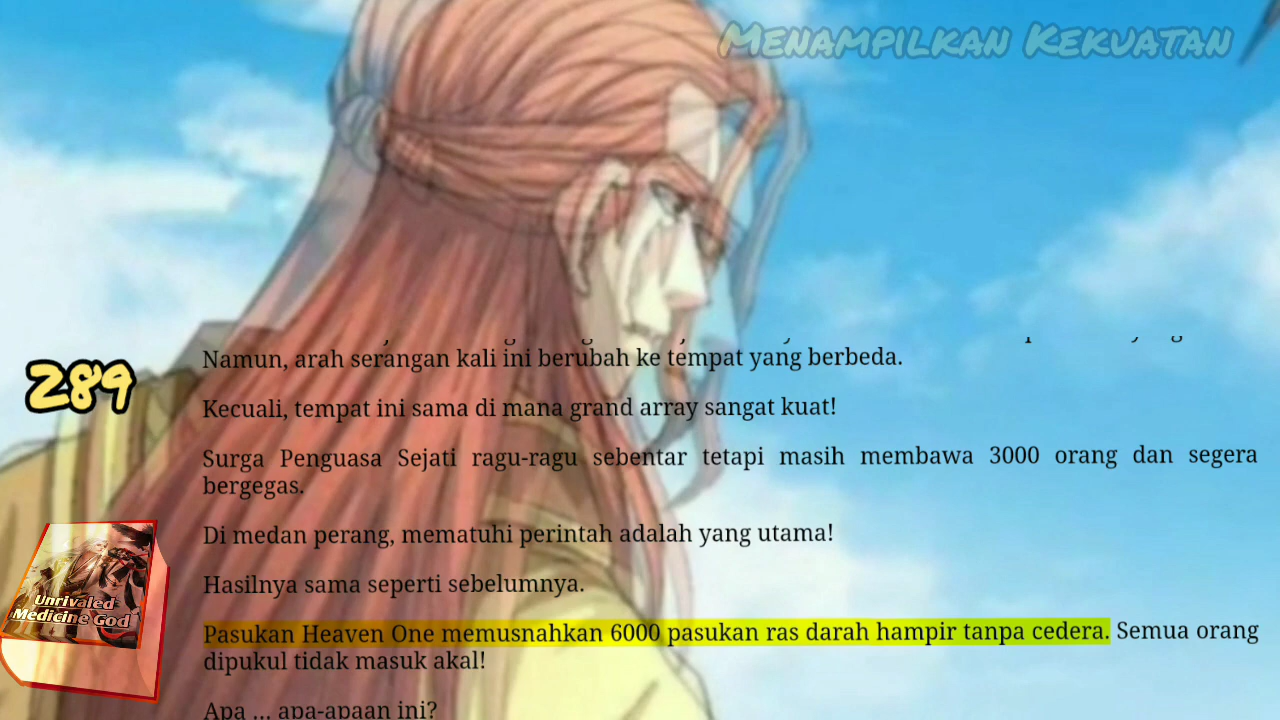 Menampilkan Kekuatan
Namun, arah serangan kali ini berubah ke tempat yang berbeda.
289
Kecuali, tempat ini sama di mana grand array sangat kuat!
Surga Penguasa Sejati ragu-ragu sebentar tetapi masih membawa 3000 orang dan segera
bergegas.
Di medan perang, mematuhi perintah adalah yang utama!
Hasilnya sama seperti sebelumnya.
Unrivaled
Medicine God
Pasukan Heaven One memusnahkan 6000 pasukan ras darah hampir tanpa cedera. Semua orang
dipukul tidak masuk akal!
Apa ... apa-apaan ini?